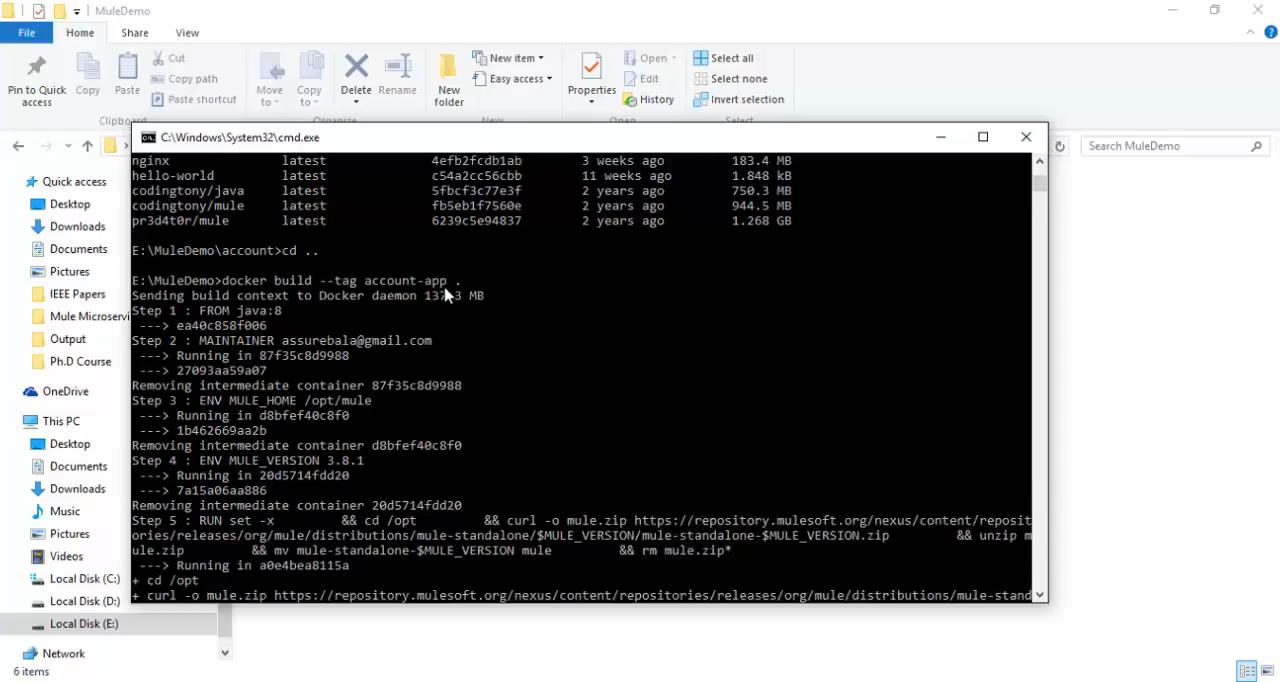 MuleDemo
File Home Share View
Pin to Quick access
Copy
Paste
Cut
Copy path
Paste shortcut
Move to
Copy to
Delete
Rename
New folder
New item
Easy access
Properties
Open
Edit
History
Select all
Select none
Invert selection
Search MuleDemo
C:\Windows\System32\cmd.exe
nginx latest 4efb2fcdb1ab 3 weeks ago 183.4 MB
hello-world latest c54a2cc56cbb 11 weeks ago 1.848 kB
codingtony/java latest 5fbcf3c77e3f 2 years ago 750.3 MB
codingtony/mule latest fb5eb1f7560e 2 years ago 944.5 MB
pr3d4t0r/mule latest 6239c5e94837 2 years ago 1.268 GB
E:\MuleDemo\account>cd ..
E:\MuleDemo>docker build --tag account-app .
Sending build context to Docker daemon MB
Step 1 : FROM java:8
---> ea40c858f006
Step 2 : MAINTAINER assurebala@gmail.com
---> Running in 87f35c8d9988
---> 27093aa59a07
Removing intermediate container 87f35c8d9988
Step 3 : ENV MULE_HOME /opt/mule
---> Running in d8bfef40c8f0
---> 1b462669aa2b
Removing intermediate container d8bfef40c8f0
Step 4 : ENV MULE_VERSION 3.8.1
---> Running in 20d5714fdd20
---> 7a15a06aa886
Removing intermediate container 20d5714fdd20
Step 5 : RUN set -x && cd /opt && curl -o mule.zip https://repository.mulesoft.org/nexus/content/reposit
ories/releases/org/mule/distributions/mule-standalone/$MULE_VERSION/mule-standalone-$MULE_VERSION.zip && unzip m
ule.zip && mv mule-standalone-$MULE_VERSION mule && rm mule.zip*
---> Running in a0e4bea8115a
+ cd /opt
+ curl -o mule.zip https://repository.mulesoft.org/nexus/content/repositories/releases/org/mule/distributions/mule-stand
Quick access
Desktop
Downloads
Documents
Pictures
IEEE Papers
Mule Microservi
Output
Ph.D Course
OneDrive
This PC
Desktop
Documents
Downloads
Music
Pictures
Videos
Local Disk (C:)
Local Disk (D:)
Local Disk (E:)
Network
6 items